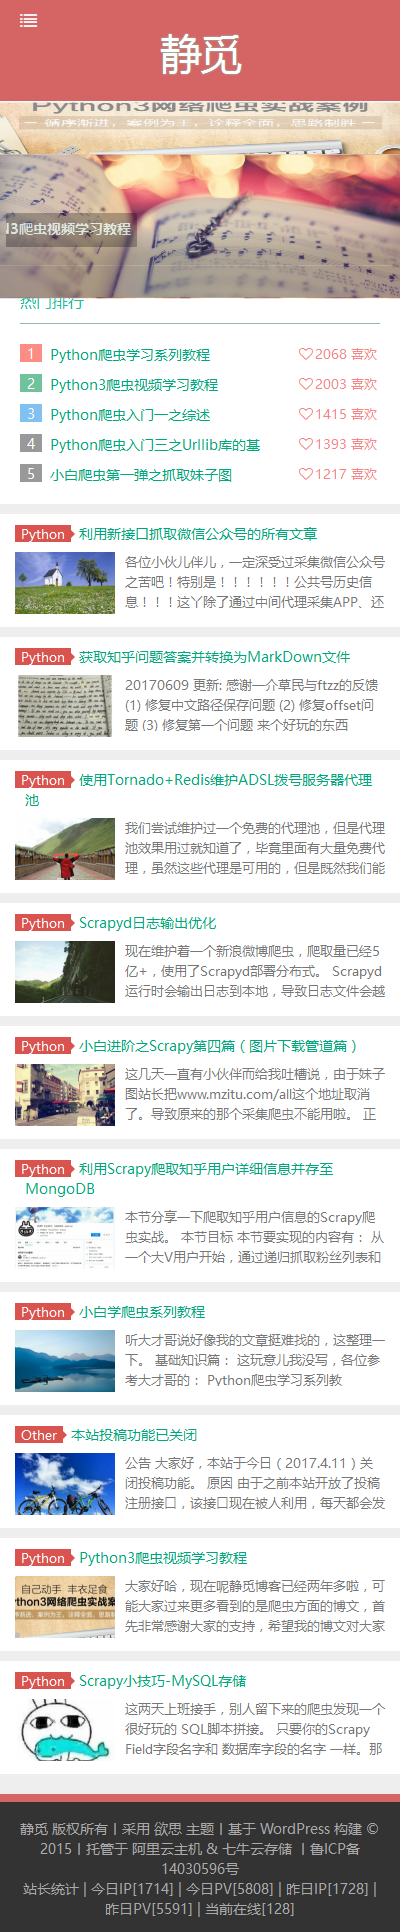 静觅
Python3网络爬虫实战案例
循序渐进，案例为王，诠释全面，思路制胜
3爬虫视频学习教程
热门排行
1 Python爬虫学习系列教程 2068 喜欢
2 Python3爬虫视频学习教程 2003 喜欢
3 Python爬虫入门一之综述 1415 喜欢
4 Python爬虫入门三之Urllib库的基 1393 喜欢
5 小白爬虫第一弹之抓取妹子图 1217 喜欢
Python 利用新接口抓取微信公众号的所有文章
各位小伙儿伴儿，一定深受过采集微信公众号
之苦吧！特别是！！！！！！公共号历史信
息！！！这丫除了通过中间代理采集APP、还
Python 获取知乎问题答案并转换为MarkDown文件
20170609 更新: 感谢一介草民与ftzz的反馈
(1) 修复中文路径保存问题 (2) 修复offset问
题 (3) 修复第一个问题 来个好玩的东西
Python 使用Tornado+Redis维护ADSL拨号服务器代理
池
我们尝试维护过一个免费的代理池，但是代理
池效果用过就知道了，毕竟里面有大量免费代
理，虽然这些代理是可用的，但是既然我们能
Python Scrapyd日志输出优化
现在维护着一个新浪微博爬虫，爬取量已经5
亿+，使用了Scrapyd部署分布式。 Scrapyd
运行时会输出日志到本地，导致日志文件会越
Python 小白进阶之Scrapy第四篇（图片下载管道篇）
这几天一直有小伙伴而给我吐槽说，由于妹子
图站长把www.mzitu.com/all这个地址取消
了。导致原来的那个采集爬虫不能用啦。 正
Python 利用Scrapy爬取知乎用户详细信息并存至
MongoDB
本节分享一下爬取知乎用户信息的Scrapy爬
虫实战。 本节目标 本节要实现的内容有： 从
一个大V用户开始，通过递归抓取粉丝列表和
Python 小白学爬虫系列教程
听大才哥说好像我的文章挺难找的，这整理一
下。 基础知识篇： 这玩意儿我没写，各位参
考大才哥的： Python爬虫学习系列教
Other 本站投稿功能已关闭
公告 大家好，本站于今日（2017.4.11）关
闭投稿功能。 原因 由于之前本站开放了投稿
注册接口，该接口现在被人利用，每天都会发
Python Python3爬虫视频学习教程
自己动手 丰衣足食
thon3网络爬虫实战案
大家好哈，现在呢静觅博客已经两年多啦，可
能大家过来更多看到的是爬虫方面的博文，首
先非常感谢大家的支持，希望我的博文对大家
Python Scrapy小技巧-MySQL存储
这两天上班接手，别人留下来的爬虫发现一个
很好玩的 SQL脚本拼接。 只要你的Scrapy
Field字段名字和 数据库字段的名字 一样。那
静觅 版权所有丨采用 欲思 主题丨基于 WordPress 构建 ©
2015丨托管于 阿里云主机 & 七牛云存储 丨鲁ICP备
14030596号
站长统计 | 今日IP[1714] | 今日PV[5808] | 昨日IP[1728] |
昨日PV[5591] | 当前在线[128]